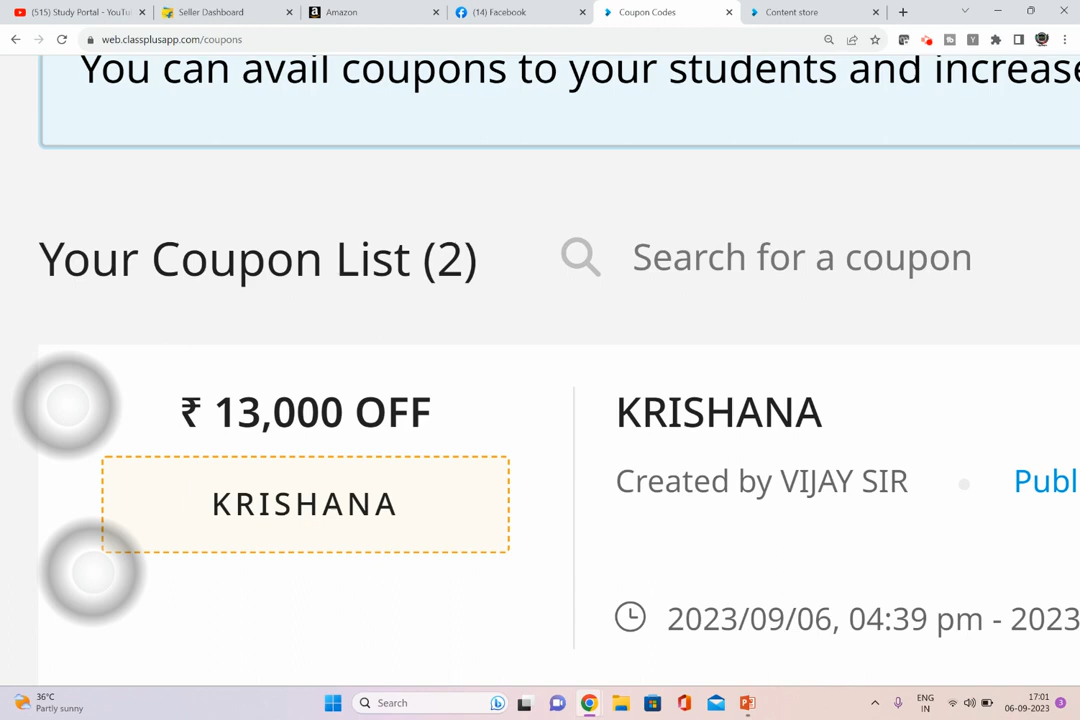 (515) Study Portal - YouTu
Seller Dashboard
Amazon
(14) Facebook
Coupon Codes
Content store
web.classplusapp.com/coupons
You can avail coupons to your students and increase
Your Coupon List (2)
Search for a coupon
₹ 13,000 OFF
KRISHANA
KRISHANA
Created by VIJAY SIR
Publ
2023/09/06, 04:39 pm - 2023
36°C
Partly sunny
Search
ENG
IN
17:01
06-09-2023
3